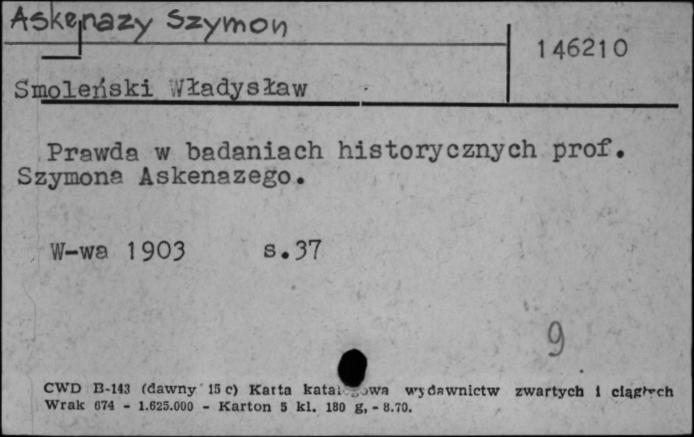 Askenazy Szymon
146210
Smoleński Władysław
Prawda w badaniach historycznych prof.
Szymona Askenazego.
W-wa 1903 s.37
9
CWD B-143 (dawny 15 c) Karta katalogowa wydawnictw zwartych i ciągłych
Wrak 674 - 1.625.000 - Karton 5 kl. 180 g, - 8.70.